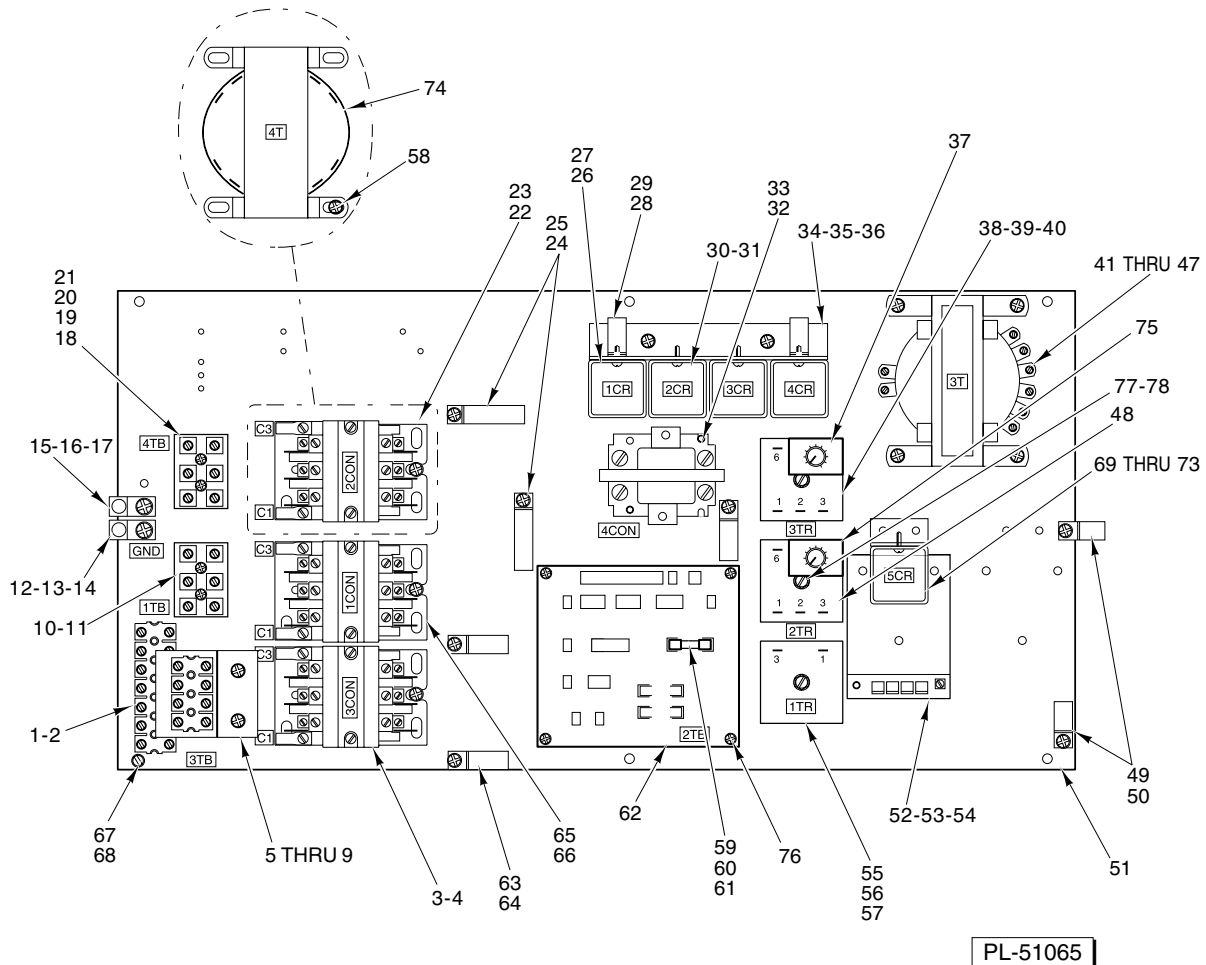 74
4T
58
27
26
29
28
33
32
37
23
22
25
24
30-31
34-35-36
38-39-40
41 THRU 47
21
20
19
18
75
77-78
48
69 THRU 73
15-16-17
12-13-14
10-11
1-2
1CR
2CR
3CR
4CR
3T
4TB
C3
2CON
C1
6
1 2 3
3TR
4CON
GND
C3
1CON
C1
6
1 2 3
2TR
5CR
1TB
C3
3CON
C1
3 1
1TR
2TB
3TB
67
68
5 THRU 9
3-4
63
64
65
66
62
59
60
61
76
55
56
57
52-53-54
49
50
51
PL-51065